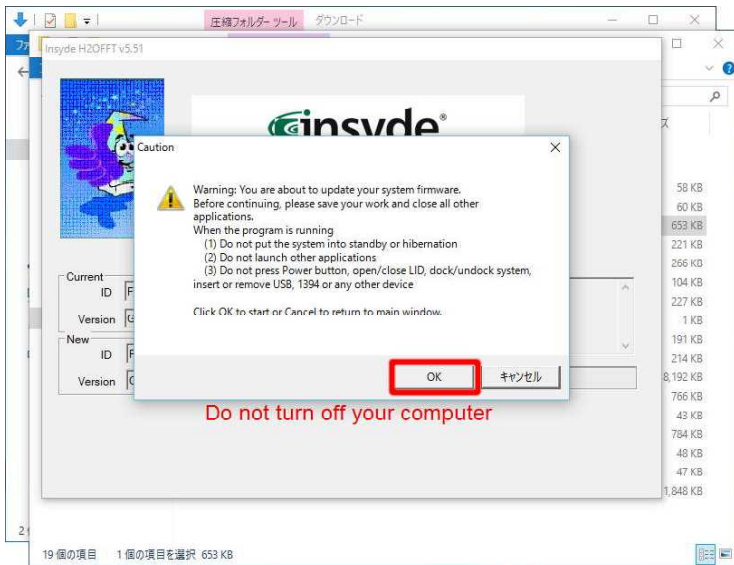 圧縮フォルダー ツール ダウンロード
Insyde H2OFFT v5.51
insyde®
Caution
Warning: You are about to update your system firmware.
Before continuing, please save your work and close all other
applications.
When the program is running
(1) Do not put the system into standby or hibernation
(2) Do not launch other applications
(3) Do not press Power button, open/close LID, dock/undock system,
insert or remove USB, 1394 or any other device
Click OK to start or Cancel to return to main window.
OK キャンセル
Current
ID
Version
New
ID
Version
Do not turn off your computer
ズ
58 KB
60 KB
653 KB
221 KB
266 KB
104 KB
227 KB
1 KB
191 KB
214 KB
8,192 KB
766 KB
43 KB
784 KB
48 KB
47 KB
1,848 KB
19 個の項目 1 個の項目を選択 653 KB